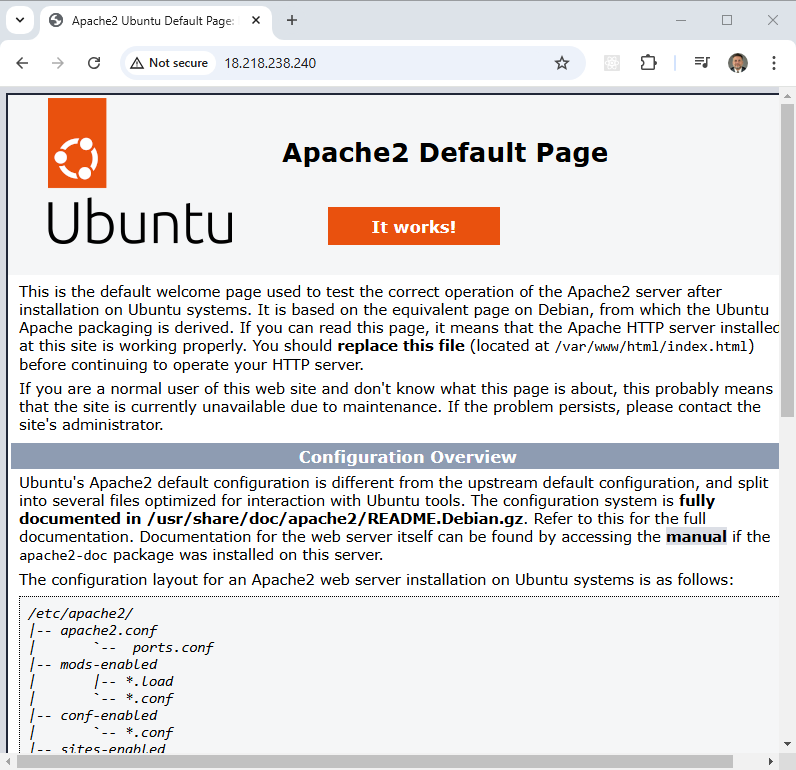 Apache2 Ubuntu Default Page:
Not secure
18.218.238.240
Ubuntu
Apache2 Default Page
It works!
This is the default welcome page used to test the correct operation of the Apache2 server after
installation on Ubuntu systems. It is based on the equivalent page on Debian, from which the Ubuntu
Apache packaging is derived. If you can read this page, it means that the Apache HTTP server installed
at this site is working properly. You should replace this file (located at /var/www/html/index.html)
before continuing to operate your HTTP server.
If you are a normal user of this web site and don't know what this page is about, this probably means
that the site is currently unavailable due to maintenance. If the problem persists, please contact the
site's administrator.
Configuration Overview
Ubuntu's Apache2 default configuration is different from the upstream default configuration, and split
into several files optimized for interaction with Ubuntu tools. The configuration system is fully
documented in /usr/share/doc/apache2/README.Debian.gz. Refer to this for the full
documentation. Documentation for the web server itself can be found by accessing the manual if the
apache2-doc package was installed on this server.
The configuration layout for an Apache2 web server installation on Ubuntu systems is as follows:
/etc/apache2/
|-- apache2.conf
|       `--  ports.conf
|-- mods-enabled
|       |-- *.load
|       `-- *.conf
|-- conf-enabled
|       `-- *.conf
|-- sites-enabled